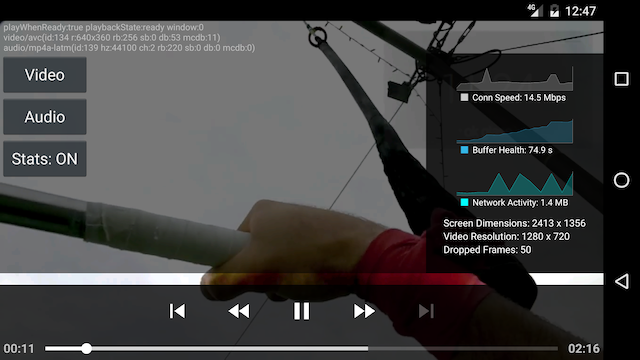 4G 12:47
playWhenReady:true playbackState:ready window:0
video/avc(id:134 r:640x360 rb:256 sb:0 db:53 mcdb:11)
audio/mp4a-latm(id:139 hz:44100 ch:2 rb:220 sb:0 db:0 mcdb:0)
Video
Audio
Stats: ON
Conn Speed: 14.5 Mbps
Buffer Health: 74.9 s
Network Activity: 1.4 MB
Screen Dimensions: 2413 x 1356
Video Resolution: 1280 x 720
Dropped Frames: 50
00:11 02:16